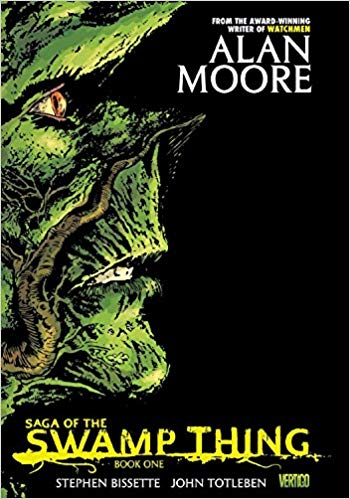 FROM THE AWARD-WINNING
WRITER OF WATCHMEN
ALAN
MOORE
SAGA OF THE
SWAMP THING
BOOK ONE
STEPHEN BISSETTE JOHN TOTLEBEN
VERTIGO